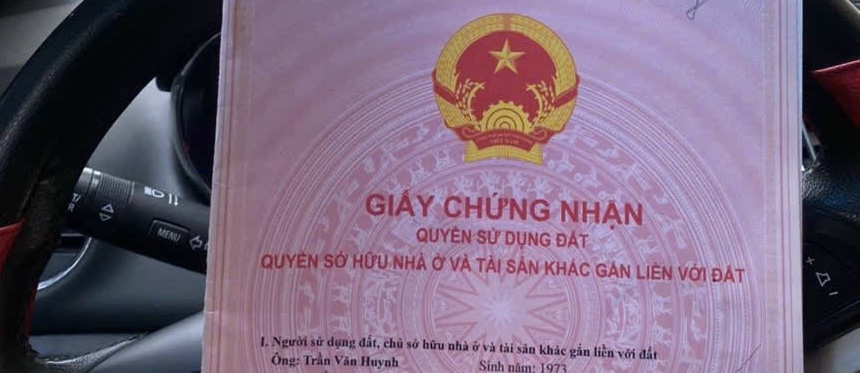 GIẤY CHỨNG NHẬN
QUYỀN SỬ DỤNG ĐẤT
QUYỀN SỞ HỮU NHÀ Ở VÀ TÀI SẢN KHÁC GẮN LIỀN VỚI ĐẤT
I. Người sử dụng đất, chủ sở hữu nhà ở và tài sản khác gắn liền với đất
Ông: Trần Văn Huynh Sinh năm: 1973
MENU